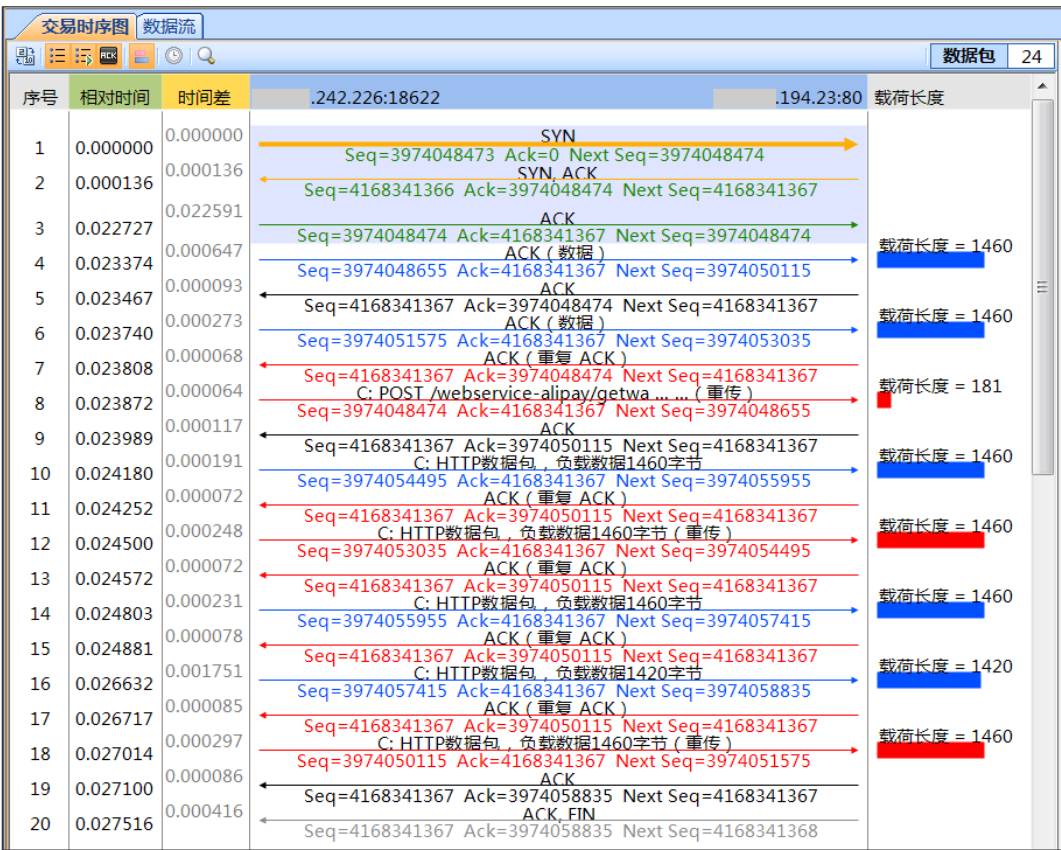 交易时序图 数据流
数据包 24
序号 相对时间 时间差 .242.226:18622 .194.23:80 载荷长度
0.000000 SYN
1 0.000000 Seq=3974048473 Ack=0 Next Seq=3974048474
0.000136 SYN, ACK
2 0.000136 Seq=4168341366 Ack=3974048474 Next Seq=4168341367
0.022591 ACK
3 0.022727 Seq=3974048474 Ack=4168341367 Next Seq=3974048474
0.000647 ACK（数据） 载荷长度 = 1460
4 0.023374 Seq=3974048655 Ack=4168341367 Next Seq=3974050115
0.000093 ACK
5 0.023467 Seq=4168341367 Ack=3974048474 Next Seq=4168341367
0.000273 ACK（数据） 载荷长度 = 1460
6 0.023740 Seq=3974051575 Ack=4168341367 Next Seq=3974053035
0.000068 ACK（重复 ACK）
7 0.023808 Seq=4168341367 Ack=3974048474 Next Seq=4168341367
0.000064 C: POST /webservice-alipay/getwa ... ...（重传） 载荷长度 = 181
8 0.023872 Seq=3974048474 Ack=4168341367 Next Seq=3974048655
0.000117 ACK
9 0.023989 Seq=4168341367 Ack=3974050115 Next Seq=4168341367
0.000191 C: HTTP数据包，负载数据1460字节 载荷长度 = 1460
10 0.024180 Seq=3974054495 Ack=4168341367 Next Seq=3974055955
0.000072 ACK（重复 ACK）
11 0.024252 Seq=4168341367 Ack=3974050115 Next Seq=4168341367
0.000248 C: HTTP数据包，负载数据1460字节（重传） 载荷长度 = 1460
12 0.024500 Seq=3974053035 Ack=4168341367 Next Seq=3974054495
0.000072 ACK（重复 ACK）
13 0.024572 Seq=4168341367 Ack=3974050115 Next Seq=4168341367
0.000231 C: HTTP数据包，负载数据1460字节 载荷长度 = 1460
14 0.024803 Seq=3974055955 Ack=4168341367 Next Seq=3974057415
0.000078 ACK（重复 ACK）
15 0.024881 Seq=4168341367 Ack=3974050115 Next Seq=4168341367
0.001751 C: HTTP数据包，负载数据1420字节 载荷长度 = 1420
16 0.026632 Seq=3974057415 Ack=4168341367 Next Seq=3974058835
0.000085 ACK（重复 ACK）
17 0.026717 Seq=4168341367 Ack=3974050115 Next Seq=4168341367
0.000297 C: HTTP数据包，负载数据1460字节（重传） 载荷长度 = 1460
18 0.027014 Seq=3974050115 Ack=4168341367 Next Seq=3974051575
0.000086 ACK
19 0.027100 Seq=4168341367 Ack=3974058835 Next Seq=4168341367
0.000416 ACK, FIN
20 0.027516 Seq=4168341367 Ack=3974058835 Next Seq=4168341368